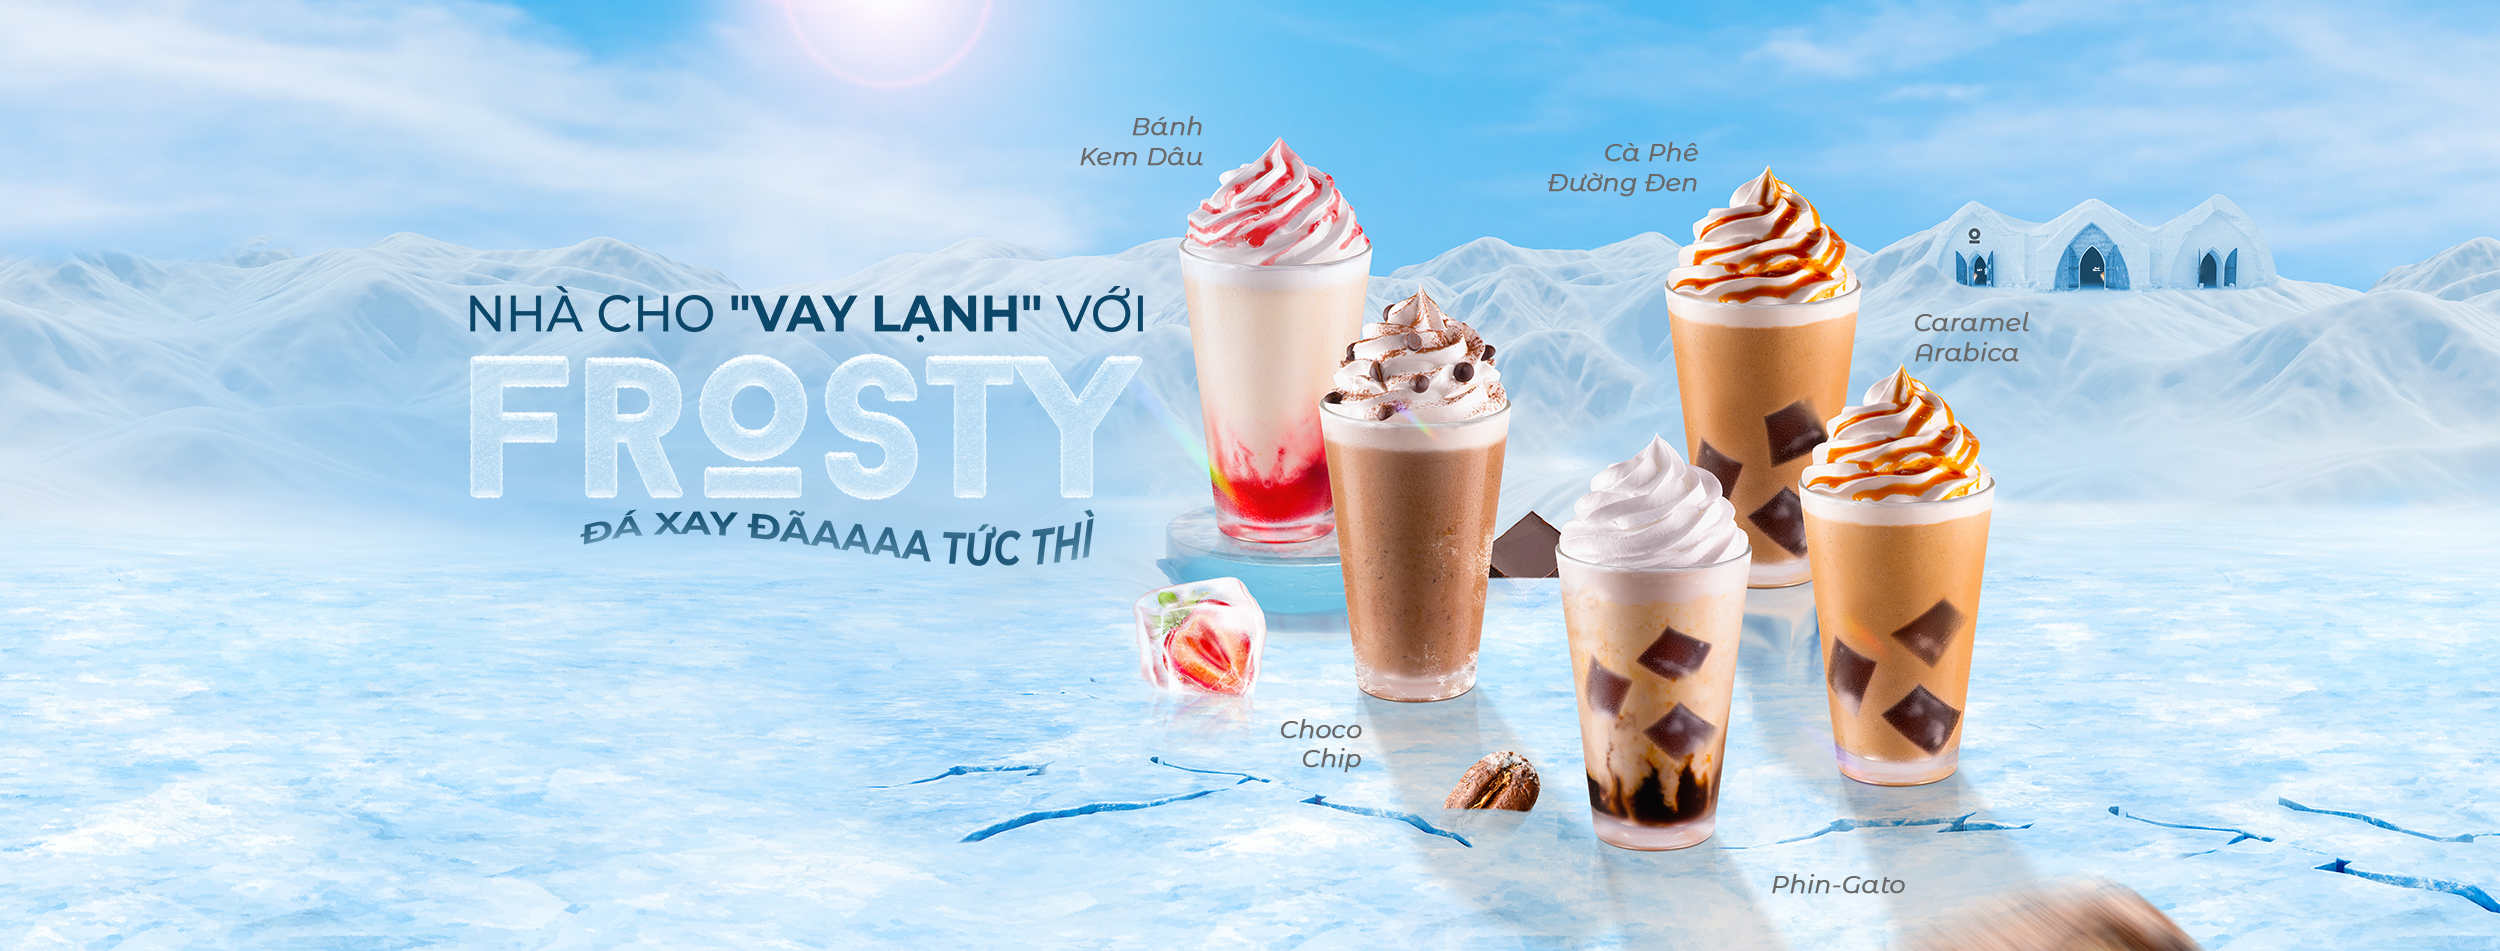 NHÀ CHO "VAY LẠNH" VỚI
FROSTY
ĐÁ XAY ĐÃAAAA TỨC THÌ
Bánh
Kem Dâu
Cà Phê
Đường Đen
Caramel
Arabica
Choco
Chip
Phin-Gato